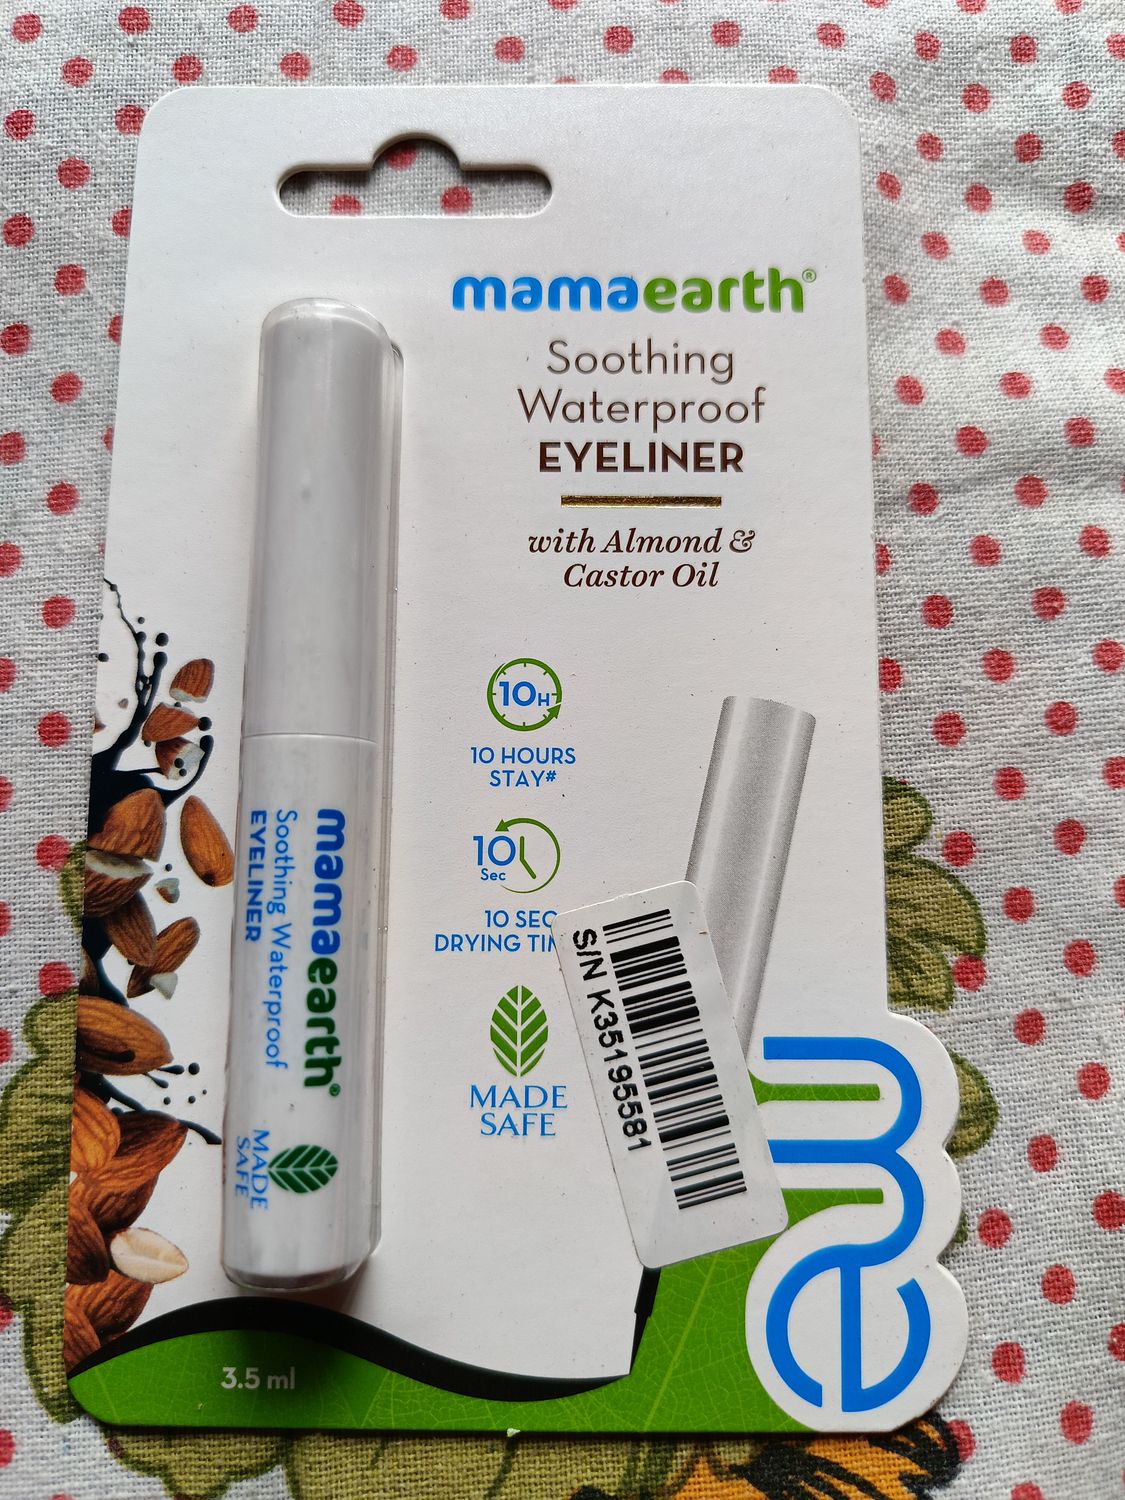 mamaearth®
Soothing
Waterproof
EYELINER
with Almond &
Castor Oil
10H
10 HOURS
STAY#
10
Sec
10 SEC
DRYING
MADE
SAFE
S/N K35195581
mamaearth®
Soothing Waterproof
EYELINER
MADE
SAFE
3.5 ml
me